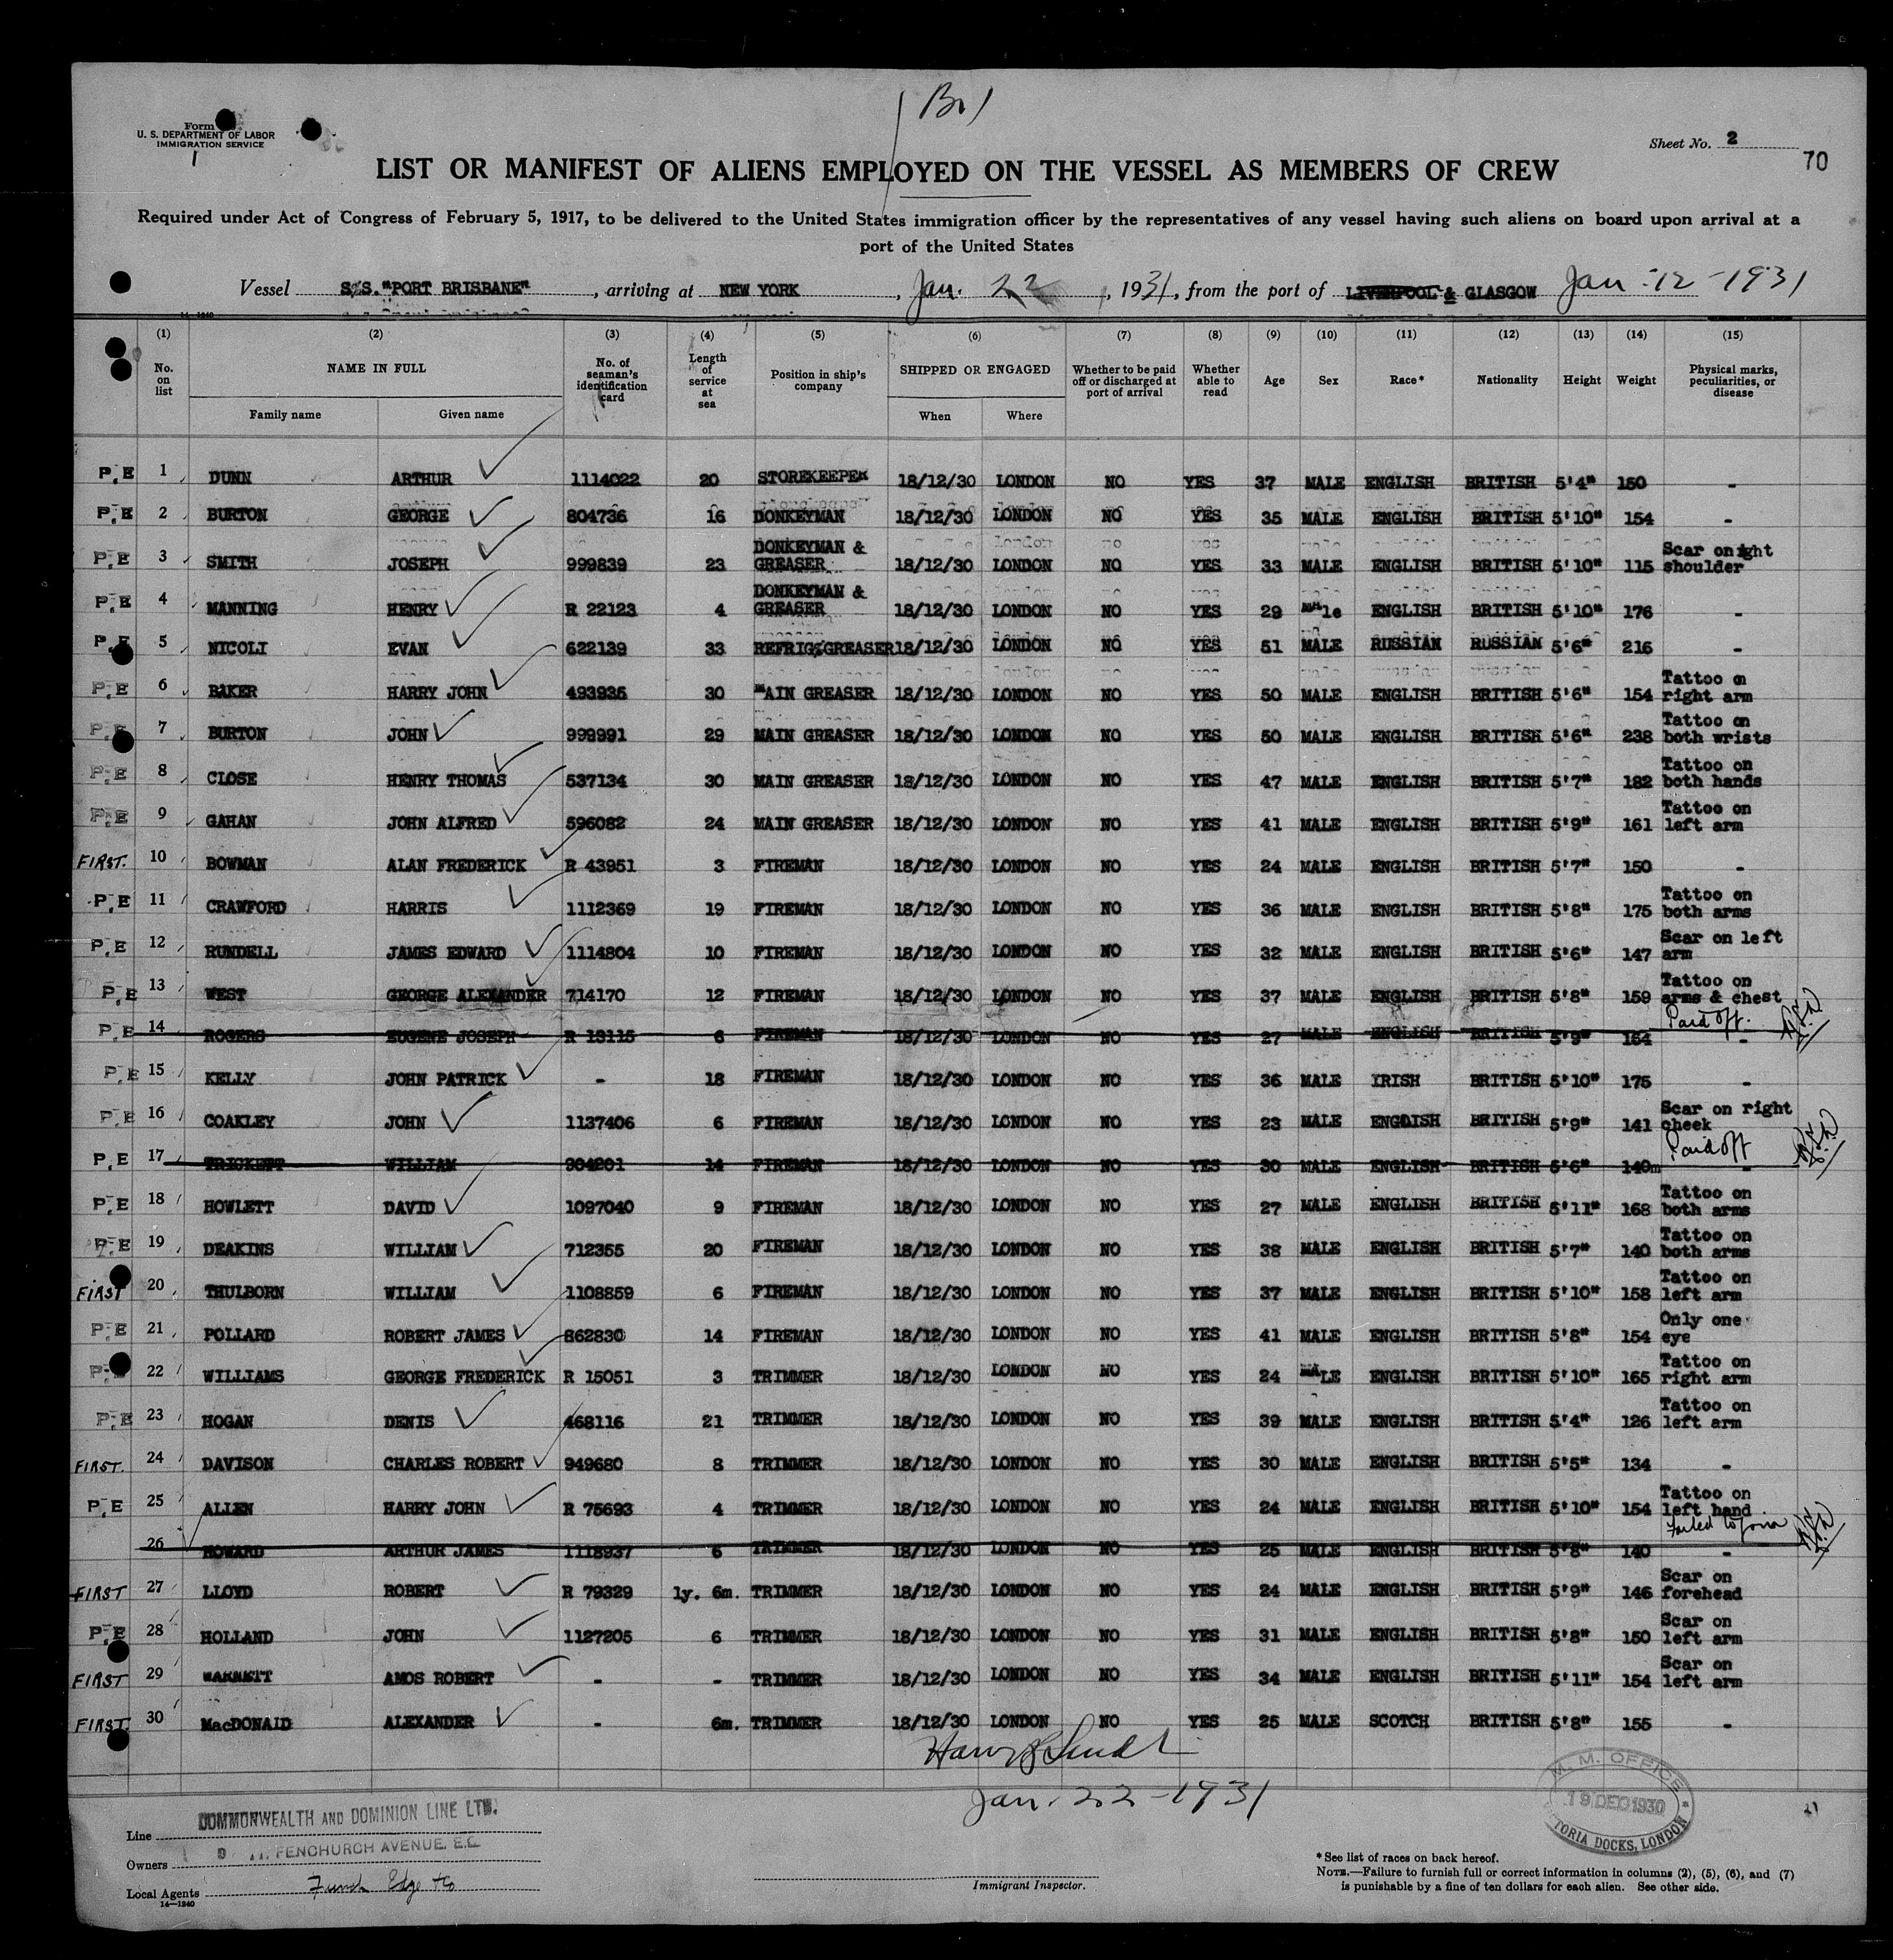 Br/
Form
U. S. DEPARTMENT OF LABOR
IMMIGRATION SERVICE
Sheet No. 2
70
LIST OR MANIFEST OF ALIENS EMPLOYED ON THE VESSEL AS MEMBERS OF CREW
Required under Act of Congress of February 5, 1917, to be delivered to the United States immigration officer by the representatives of any vessel having such aliens on board upon arrival at a
port of the United States
Vessel S.S. "PORT BRISBANE", arriving at NEW YORK, Jan. 22, 1931, from the port of LIVERPOOL & GLASGOW Jan-12-1931
(1) (2) (3) (4) (5) (6) (7) (8) (9) (10) (11) (12) (13) (14) (15)
No. on list NAME IN FULL Family name Given name No. of seaman's identification card Length of service at sea Position in ship's company SHIPPED OR ENGAGED When Where Whether to be paid off or discharged at port of arrival Whether able to read Age Sex Race* Nationality Height Weight Physical marks, peculiarities, or disease
P.E 1 DUNN ARTHUR 1114022 20 STOREKEEPER 18/12/30 LONDON NO YES 37 MALE ENGLISH BRITISH 5'4" 150 -
P.E 2 BURTON GEORGE 804736 16 DONKEYMAN 18/12/30 LONDON NO YES 35 MALE ENGLISH BRITISH 5'10" 154 -
P.E 3 SMITH JOSEPH 999839 23 DONKEYMAN & GREASER 18/12/30 LONDON NO YES 33 MALE ENGLISH BRITISH 5'10" 115 Scar on ight shoulder
P.E 4 MANNING HENRY R 22123 4 DONKEYMAN & GREASER 18/12/30 LONDON NO YES 29 MAle ENGLISH BRITISH 5'10" 176 -
P.E 5 NICOLI EVAN 622139 33 REFRIG.GREASER 18/12/30 LONDON NO YES 51 MALE RUSSIAN RUSSIAN 5'6" 216 -
P.E 6 BAKER HARRY JOHN 493935 30 MAIN GREASER 18/12/30 LONDON NO YES 50 MALE ENGLISH BRITISH 5'6" 154 Tattoo on right arm
P.E 7 BURTON JOHN 999991 29 MAIN GREASER 18/12/30 LONDON NO YES 50 MALE ENGLISH BRITISH 5'6" 238 Tattoo on both wrists
P.E 8 CLOSE HENRY THOMAS 537134 30 MAIN GREASER 18/12/30 LONDON NO YES 47 MALE ENGLISH BRITISH 5'7" 182 Tattoo on both hands
P.E 9 GAHAN JOHN ALFRED 596082 24 MAIN GREASER 18/12/30 LONDON NO YES 41 MALE ENGLISH BRITISH 5'9" 161 Tattoo on left arm
FIRST. 10 BOWMAN ALAN FREDERICK R 43951 3 FIREMAN 18/12/30 LONDON NO YES 24 MALE ENGLISH BRITISH 5'7" 150 -
P.E 11 CRAWFORD HARRIS 1112369 19 FIREMAN 18/12/30 LONDON NO YES 36 MALE ENGLISH BRITISH 5'8" 175 Tattoo on both arms
P.E 12 RUNDELL JAMES EDWARD 1114804 10 FIREMAN 18/12/30 LONDON NO YES 32 MALE ENGLISH BRITISH 5'6" 147 Scar on left arm
P.E 13 WEST GEORGE ALEXANDER 714170 12 FIREMAN 18/12/30 LONDON NO YES 37 MALE ENGLISH BRITISH 5'8" 159 Tattoo on arms & chest
P.E 14 ROGERS EUGENE JOSEPH R 13115 6 FIREMAN 18/12/30 LONDON NO YES 27 MALE ENGLISH BRITISH 5'9" 164 - Paid off.
P.E 15 KELLY JOHN PATRICK - 18 FIREMAN 18/12/30 LONDON NO YES 36 MALE IRISH BRITISH 5'10" 175 -
P.E 16 COAKLEY JOHN 1137406 6 FIREMAN 18/12/30 LONDON NO YES 23 MALE ENGLISH BRITISH 5'9" 141 Scar on right cheek
P.E 17 TRICKETT WILLIAM 904201 14 FIREMAN 18/12/30 LONDON NO YES 30 MALE ENGLISH BRITISH 5'6" 140m - Paid off
P.E 18 HOWLETT DAVID 1097040 9 FIREMAN 18/12/30 LONDON NO YES 27 MALE ENGLISH BRITISH 5'11" 168 Tattoo on both arms
P.E 19 DEAKINS WILLIAM 712355 20 FIREMAN 18/12/30 LONDON NO YES 38 MALE ENGLISH BRITISH 5'7" 140 Tattoo on both arms
FIRST 20 THULBORN WILLIAM 1108859 6 FIREMAN 18/12/30 LONDON NO YES 37 MALE ENGLISH BRITISH 5'10" 158 Tattoo on left arm
P.E 21 POLLARD ROBERT JAMES 862830 14 FIREMAN 18/12/30 LONDON NO YES 41 MALE ENGLISH BRITISH 5'8" 154 Only one eye
P. 22 WILLIAMS GEORGE FREDERICK R 15051 3 TRIMMER 18/12/30 LONDON NO YES 24 MALE ENGLISH BRITISH 5'10" 165 Tattoo on right arm
P.E 23 HOGAN DENIS 468116 21 TRIMMER 18/12/30 LONDON NO YES 39 MALE ENGLISH BRITISH 5'4" 126 Tattoo on left arm
FIRST. 24 DAVISON CHARLES ROBERT 949680 8 TRIMMER 18/12/30 LONDON NO YES 30 MALE ENGLISH BRITISH 5'5" 134 -
P.E 25 ALLEN HARRY JOHN R 75693 4 TRIMMER 18/12/30 LONDON NO YES 24 MALE ENGLISH BRITISH 5'10" 154 Tattoo on left hand
26 HOWARD ARTHUR JAMES 1118937 6 TRIMMER 18/12/30 LONDON NO YES 25 MALE ENGLISH BRITISH 5'8" 140 - Failed to join
FIRST 27 LLOYD ROBERT R 79329 1y. 6m. TRIMMER 18/12/30 LONDON NO YES 24 MALE ENGLISH BRITISH 5'9" 146 Scar on forehead
P.E 28 HOLLAND JOHN 1127205 6 TRIMMER 18/12/30 LONDON NO YES 31 MALE ENGLISH BRITISH 5'8" 150 Scar on left arm
FIRST 29 WARNETT AMOS ROBERT - - TRIMMER 18/12/30 LONDON NO YES 34 MALE ENGLISH BRITISH 5'11" 154 Scar on left arm
FIRST. 30 MacDONAID ALEXANDER - 6m. TRIMMER 18/12/30 LONDON NO YES 25 MALE SCOTCH BRITISH 5'8" 155 -
Jan. 22-1931
M. M. OFFICE
19 DEC 1930
VICTORIA DOCKS, LONDON
Line COMMONWEALTH AND DOMINION LINE LTD.
Owners FENCHURCH AVENUE. E.C.
Local Agents Funch Edye & Co
14-1240
Immigrant Inspector.
* See list of races on back hereof.
NOTE.—Failure to furnish full or correct information in columns (2), (5), (6), and (7)
is punishable by a fine of ten dollars for each alien. See other side.